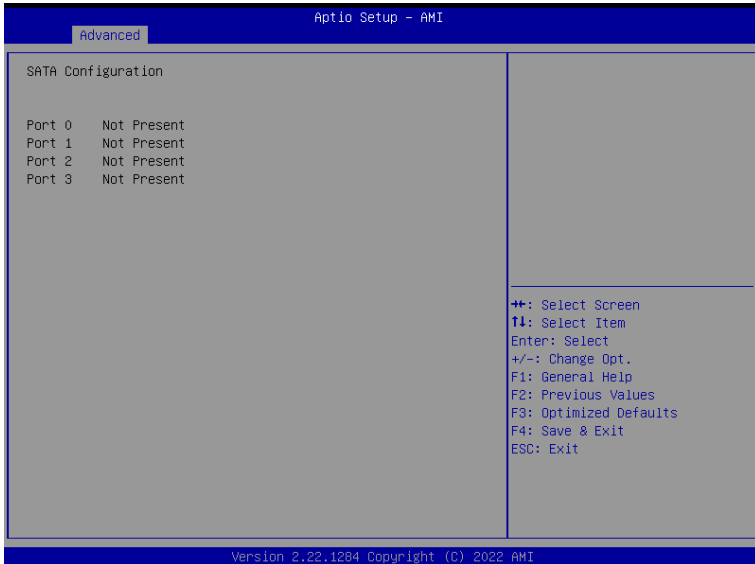 Aptio Setup – AMI
Advanced
SATA Configuration
Port 0 Not Present
Port 1 Not Present
Port 2 Not Present
Port 3 Not Present
→←: Select Screen
↑↓: Select Item
Enter: Select
+/-: Change Opt.
F1: General Help
F2: Previous Values
F3: Optimized Defaults
F4: Save & Exit
ESC: Exit
Version 2.22.1284 Copyright (C) 2022 AMI